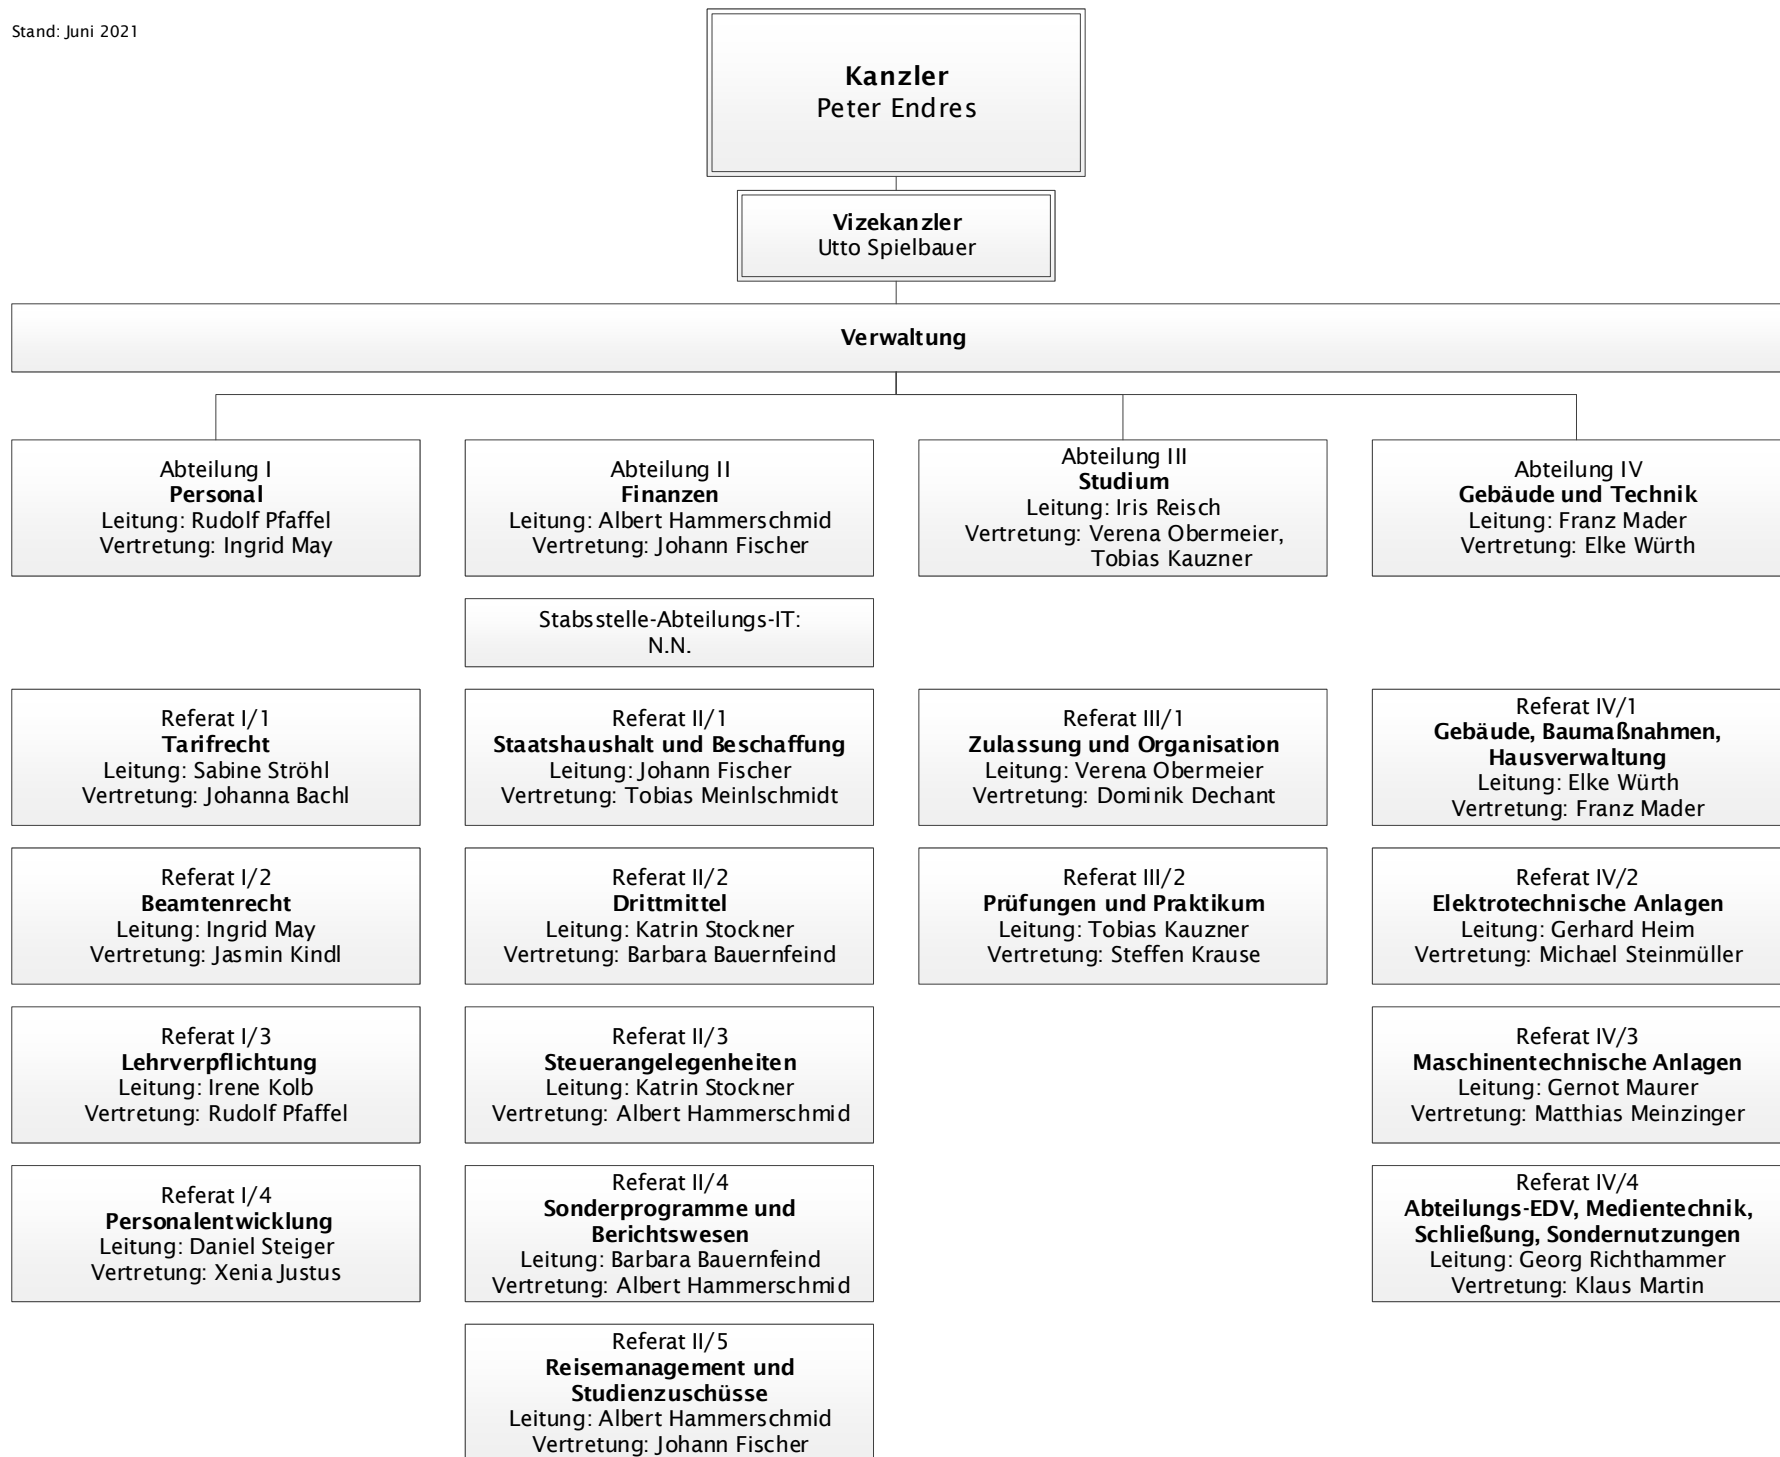 Stand: Juni 2021
Kanzler
Peter Endres
Vizekanzler
Utto Spielbauer
Verwaltung
Abteilung I
Personal
Leitung: Rudolf Pfaffel
Vertretung: Ingrid May
Abteilung II
Finanzen
Leitung: Albert Hammerschmid
Vertretung: Johann Fischer
Abteilung III
Studium
Leitung: Iris Reisch
Vertretung: Verena Obermeier,
Tobias Kauzner
Abteilung IV
Gebäude und Technik
Leitung: Franz Mader
Vertretung: Elke Würth
Stabsstelle-Abteilungs-IT:
N.N.
Referat I/1
Tarifrecht
Leitung: Sabine Ströhl
Vertretung: Johanna Bachl
Referat II/1
Staatshaushalt und Beschaffung
Leitung: Johann Fischer
Vertretung: Tobias Meinlschmidt
Referat III/1
Zulassung und Organisation
Leitung: Verena Obermeier
Vertretung: Dominik Dechant
Referat IV/1
Gebäude, Baumaßnahmen,
Hausverwaltung
Leitung: Elke Würth
Vertretung: Franz Mader
Referat I/2
Beamtenrecht
Leitung: Ingrid May
Vertretung: Jasmin Kindl
Referat II/2
Drittmittel
Leitung: Katrin Stockner
Vertretung: Barbara Bauernfeind
Referat III/2
Prüfungen und Praktikum
Leitung: Tobias Kauzner
Vertretung: Steffen Krause
Referat IV/2
Elektrotechnische Anlagen
Leitung: Gerhard Heim
Vertretung: Michael Steinmüller
Referat I/3
Lehrverpflichtung
Leitung: Irene Kolb
Vertretung: Rudolf Pfaffel
Referat II/3
Steuerangelegenheiten
Leitung: Katrin Stockner
Vertretung: Albert Hammerschmid
Referat IV/3
Maschinentechnische Anlagen
Leitung: Gernot Maurer
Vertretung: Matthias Meinzinger
Referat I/4
Personalentwicklung
Leitung: Daniel Steiger
Vertretung: Xenia Justus
Referat II/4
Sonderprogramme und
Berichtswesen
Leitung: Barbara Bauernfeind
Vertretung: Albert Hammerschmid
Referat IV/4
Abteilungs-EDV, Medientechnik,
Schließung, Sondernutzungen
Leitung: Georg Richthammer
Vertretung: Klaus Martin
Referat II/5
Reisemanagement und
Studienzuschüsse
Leitung: Albert Hammerschmid
Vertretung: Johann Fischer